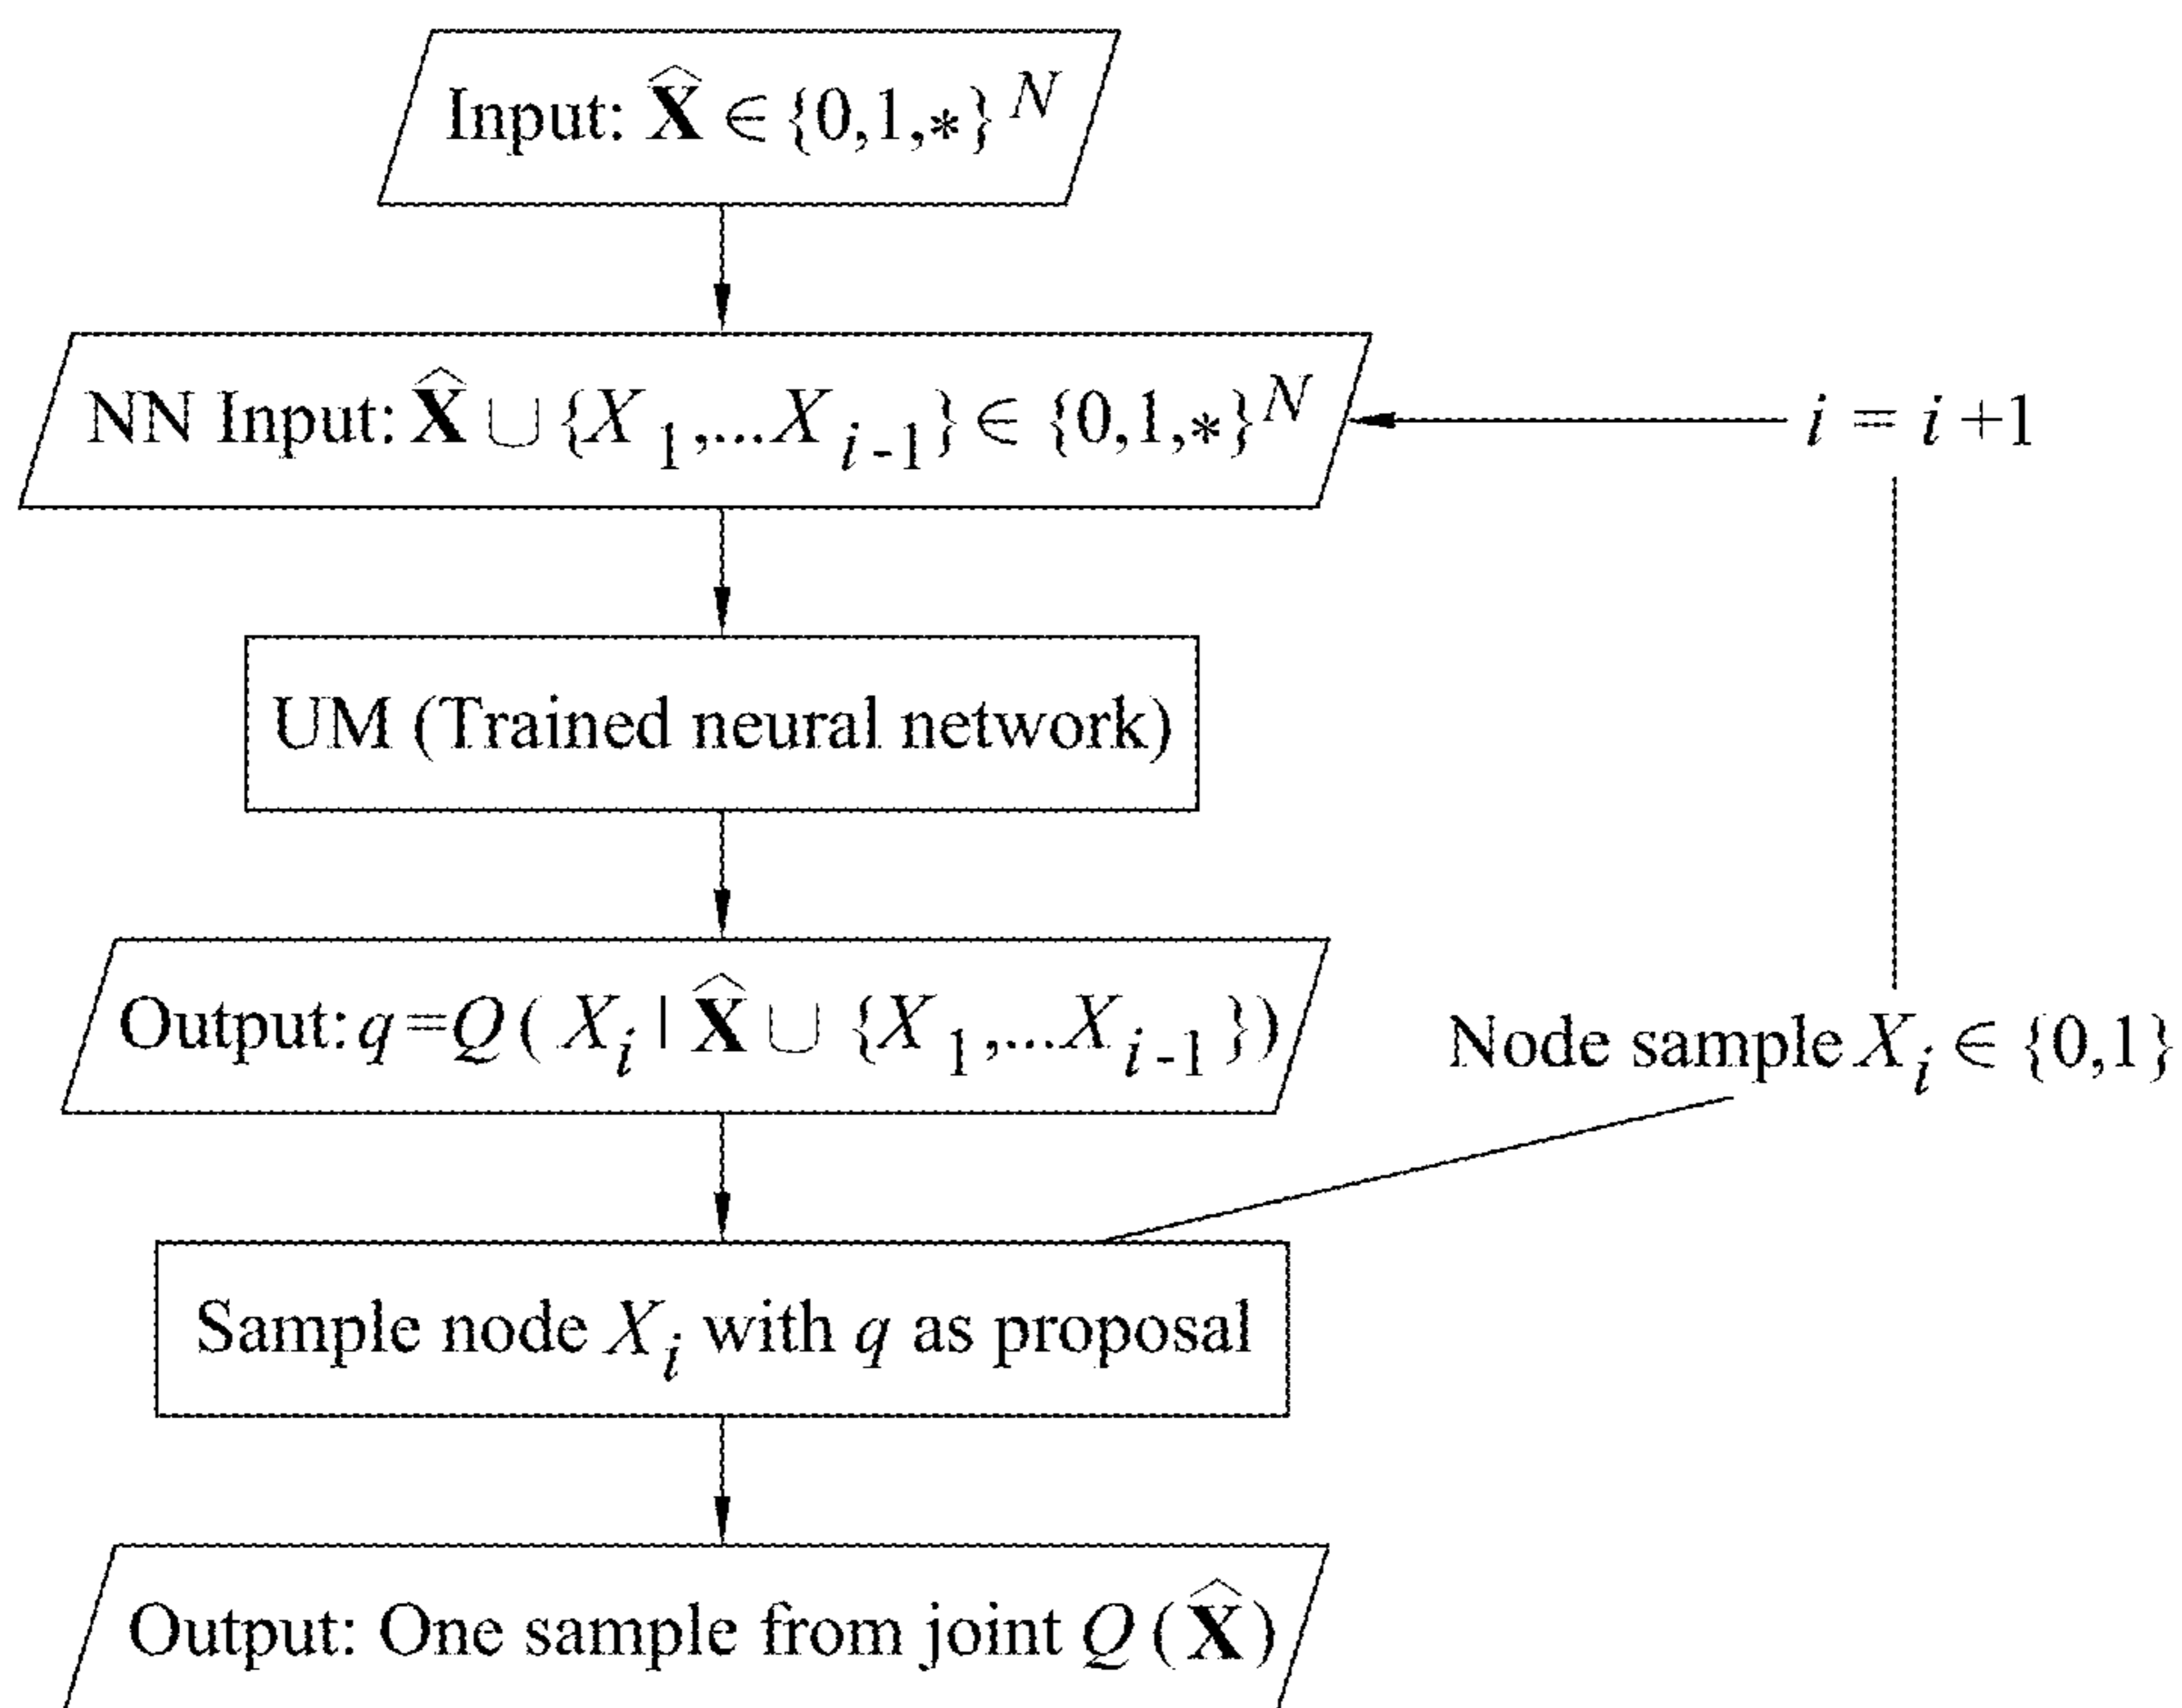 Input: X̂ ∈ {0,1,*}^N
NN Input: X̂ ∪ {X_1,...X_{i-1}} ∈ {0,1,*}^N
i = i +1
UM (Trained neural network)
Output: q=Q( X_i | X̂ ∪ {X_1,...X_{i-1}})
Node sample X_i ∈ {0,1}
Sample node X_i with q as proposal
Output: One sample from joint Q(X̂)